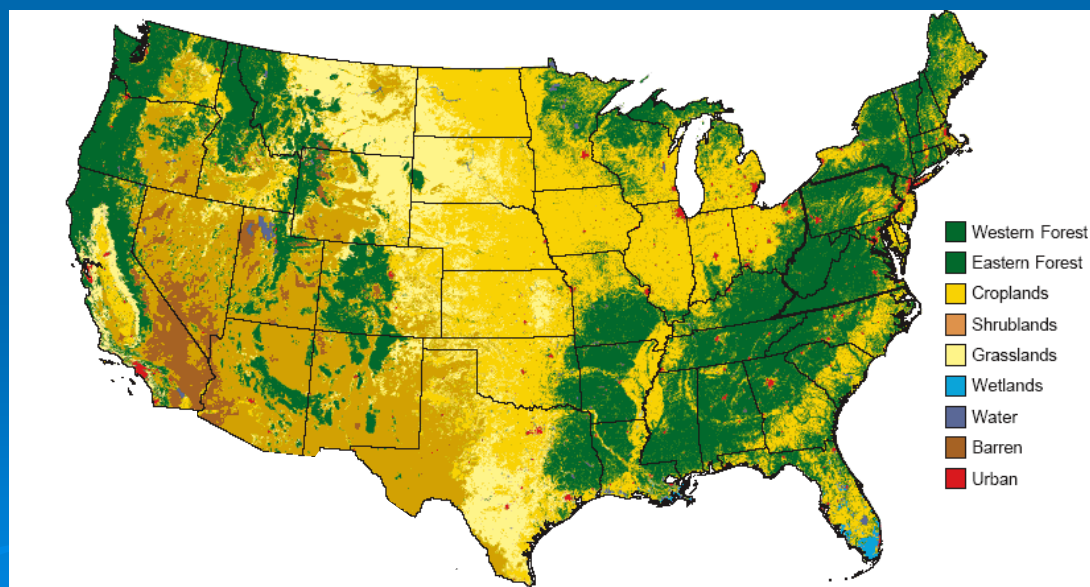 Western Forest
Eastern Forest
Croplands
Shrublands
Grasslands
Wetlands
Water
Barren
Urban